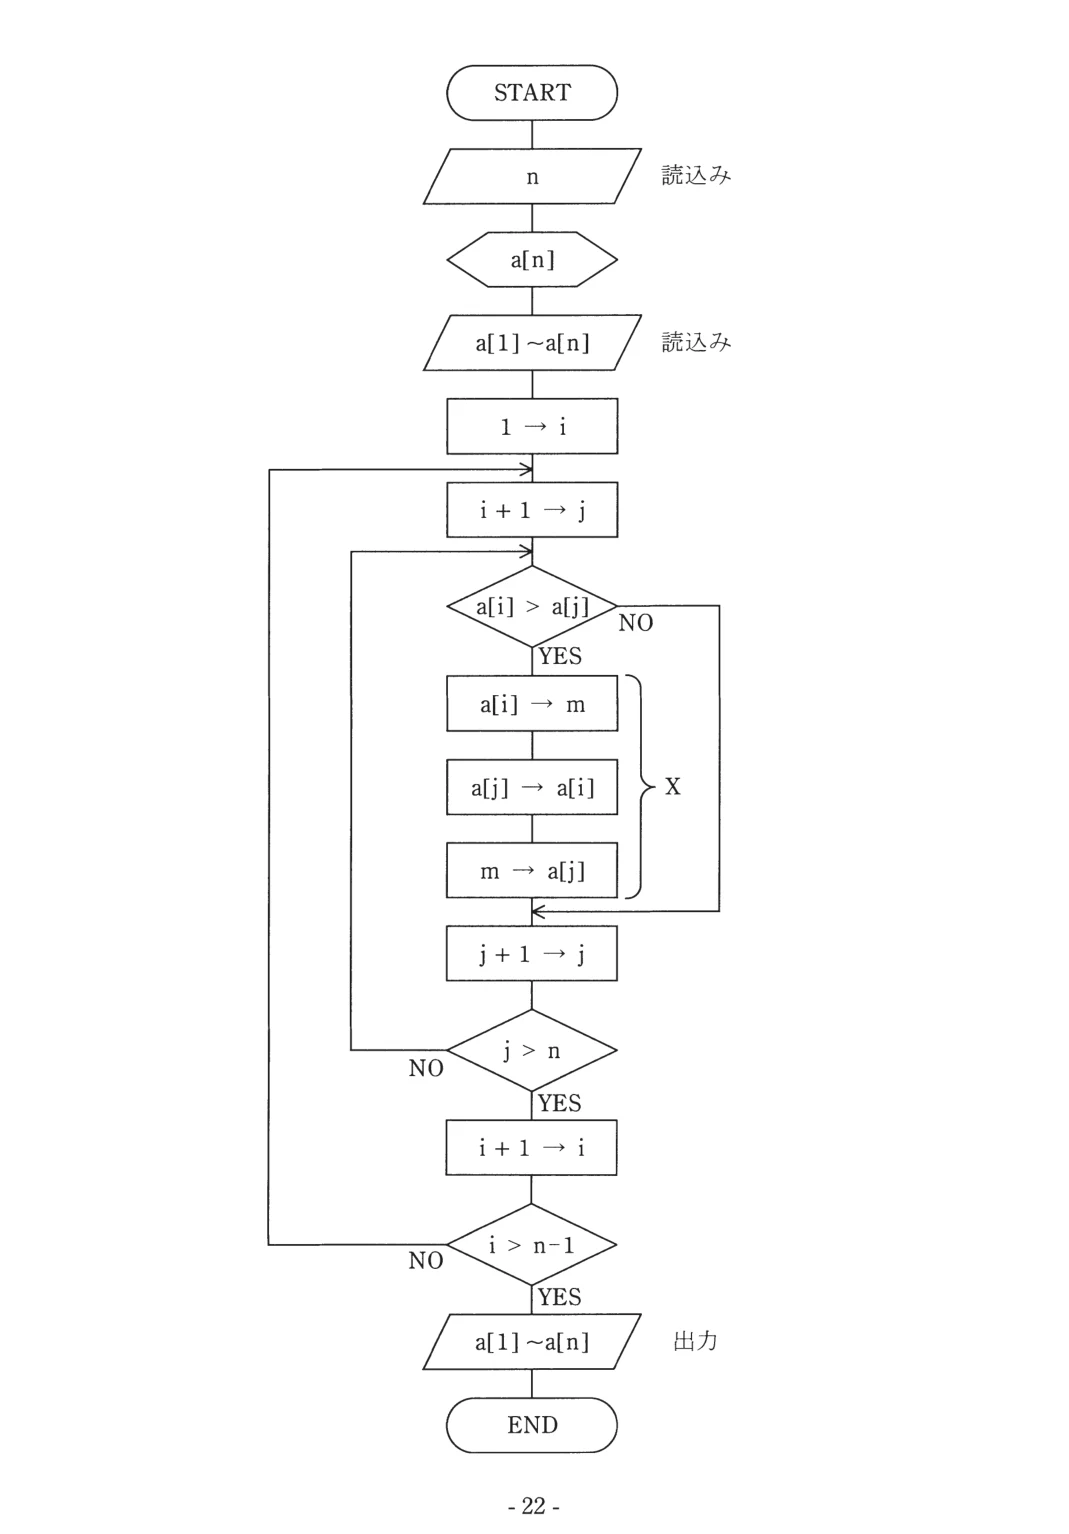 START
n 読込み
a[n]
a[1]~a[n] 読込み
1 → i
i + 1 → j
a[i] > a[j]
NO
YES
a[i] → m
a[j] → a[i] X
m → a[j]
j + 1 → j
j > n
NO
YES
i + 1 → i
i > n-1
NO
YES
a[1]~a[n] 出力
END
- 22 -